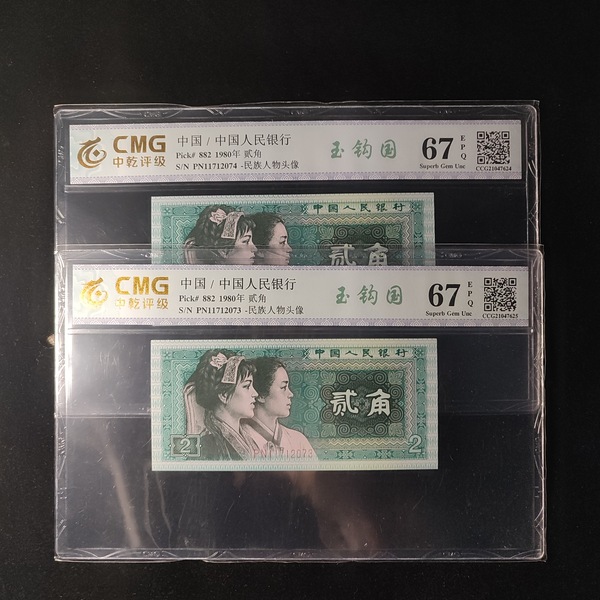 CMG
中乾评级
中国 / 中国人民银行
Pick# 882 1980年 贰角
S/N PN11712074 -民族人物头像
玉钩国
67
EPQ
Superb Gem Unc
CCG21047624
中国人民银行
贰角
CMG
中乾评级
中国 / 中国人民银行
Pick# 882 1980年 贰角
S/N PN11712073 -民族人物头像
玉钩国
67
EPQ
Superb Gem Unc
CCG21047625
中国人民银行
贰角
2
PN11712073
2